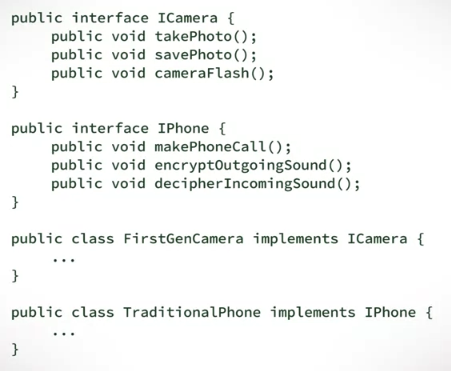 public interface ICamera {
public void takePhoto();
public void savePhoto();
public void cameraFlash();
}
public interface IPhone {
public void makePhoneCall();
public void encryptOutgoingSound();
public void decipherIncomingSound();
}
public class FirstGenCamera implements ICamera {
...
}
public class TraditionalPhone implements IPhone {
...
}